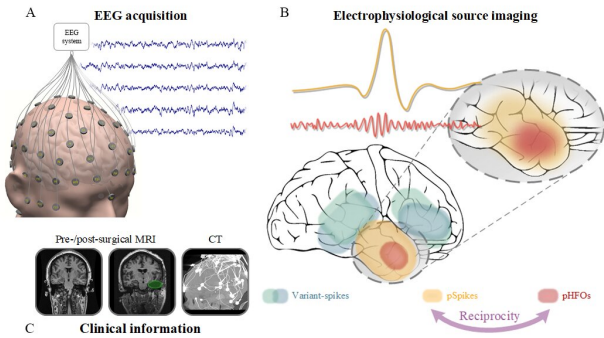 A
EEG acquisition
EEG
system
B
Electrophysiological source imaging
Pre-/post-surgical MRI
CT
Variant-spikes
pSpikes
pHFOs
Reciprocity
C
Clinical information